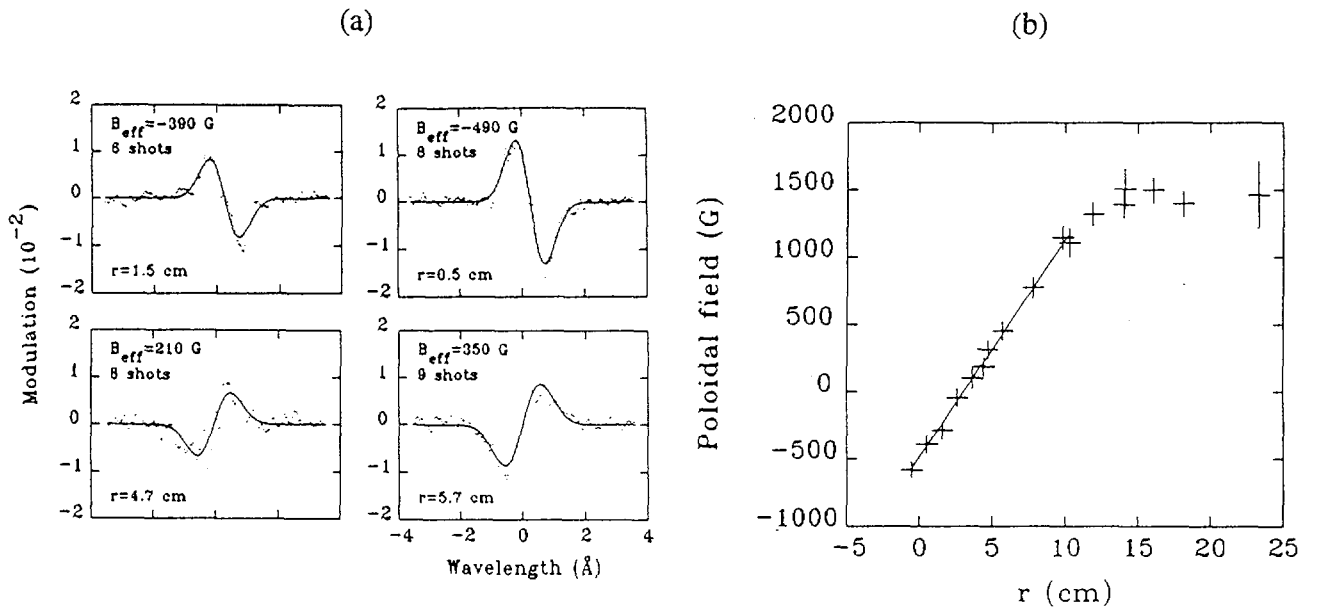 (a)
Modulation (10⁻²)
2
1
0
-1
-2
B_eff=-390 G
6 shots
r=1.5 cm
2
1
0
-1
-2
B_eff=-490 G
8 shots
r=0.5 cm
2
1
0
-1
-2
B_eff=210 G
8 shots
r=4.7 cm
2
1
0
-1
-2
B_eff=350 G
9 shots
r=5.7 cm
-4 -2 0 2 4
Wavelength (Å)
(b)
Poloidal field (G)
2000
1500
1000
500
0
-500
-1000
-5 0 5 10 15 20 25
r (cm)